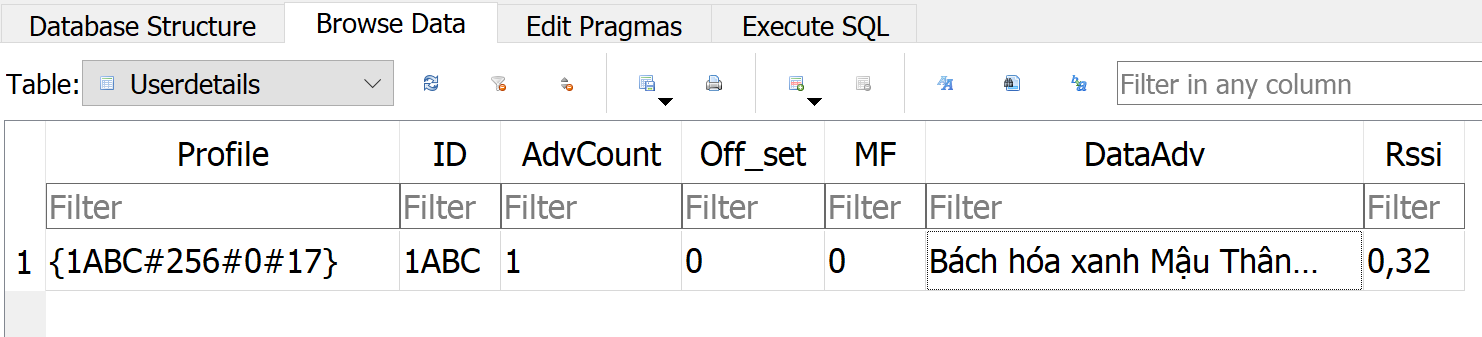 Database Structure Browse Data Edit Pragmas Execute SQL
Table: Userdetails Filter in any column
Profile ID AdvCount Off_set MF DataAdv Rssi
Filter Filter Filter Filter Filter Filter Filter
1 {1ABC#256#0#17} 1ABC 1 0 0 Bách hóa xanh Mậu Thân... 0,32